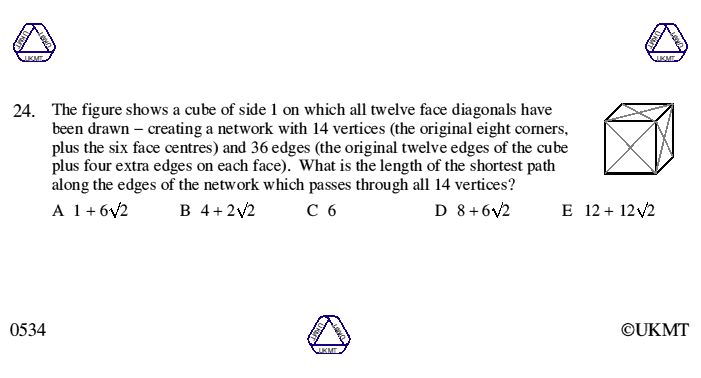 UKMT UKMT UKMT UKMT UKMT UKMT
24. The figure shows a cube of side 1 on which all twelve face diagonals have
been drawn – creating a network with 14 vertices (the original eight corners,
plus the six face centres) and 36 edges (the original twelve edges of the cube
plus four extra edges on each face). What is the length of the shortest path
along the edges of the network which passes through all 14 vertices?
A 1 + 6√2 B 4 + 2√2 C 6 D 8 + 6√2 E 12 + 12√2
0534 ©UKMT
UKMT UKMT UKMT